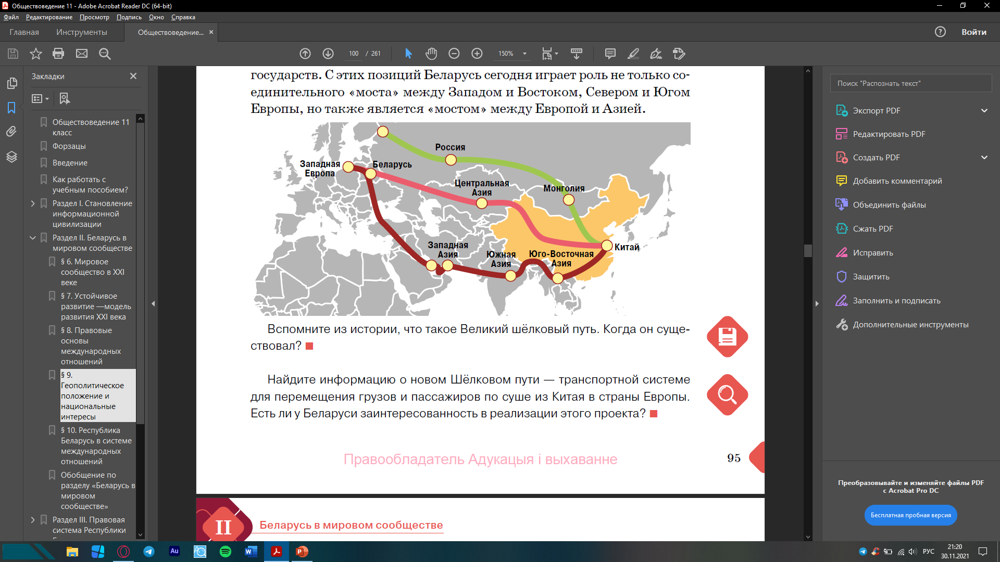 Обществоведение 11 - Adobe Acrobat Reader DC (64-bit)
Файл Редактирование Просмотр Подпись Окно Справка
Главная Инструменты Обществоведение... × Войти
100 / 261 150%
Закладки
Обществоведение 11
класс
Форзацы
Введение
Как работать с
учебным пособием?
Раздел I. Становление
информационной
цивилизации
Раздел II. Беларусь в
мировом сообществе
§ 6. Мировое
сообщество в XXI
веке
§ 7. Устойчивое
развитие —модель
развития XXI века
§ 8. Правовые
основы
международных
отношений
§ 9.
Геополитическое
положение и
национальные
интересы
§ 10. Республика
Беларусь в системе
международных
отношений
Обобщение по
разделу «Беларусь в
мировом
сообществе»
Раздел III. Правовая
система Республики
государств. С этих позиций Беларусь сегодня играет роль не только со-
единительного «моста» между Западом и Востоком, Севером и Югом
Европы, но также является «мостом» между Европой и Азией.
Россия
Западная
Европа
Беларусь
Центральная
Азия
Монголия
Западная
Азия
Южная
Азия
Юго-Восточная
Азия
Китай
Вспомните из истории, что такое Великий шёлковый путь. Когда он суще-
ствовал?
Найдите информацию о новом Шёлковом пути — транспортной системе
для перемещения грузов и пассажиров по суше из Китая в страны Европы.
Есть ли у Беларуси заинтересованность в реализации этого проекта?
Правообладатель Адукацыя і выхаванне
95
II
Беларусь в мировом сообществе
Поиск "Распознать текст"
Экспорт PDF
Редактировать PDF
Создать PDF
Добавить комментарий
Объединить файлы
Сжать PDF
Исправить
Защитить
Заполнить и подписать
Дополнительные инструменты
Преобразовывайте и изменяйте файлы PDF
с Acrobat Pro DC
Бесплатная пробная версия
Au
РУС
21:20
30.11.2021